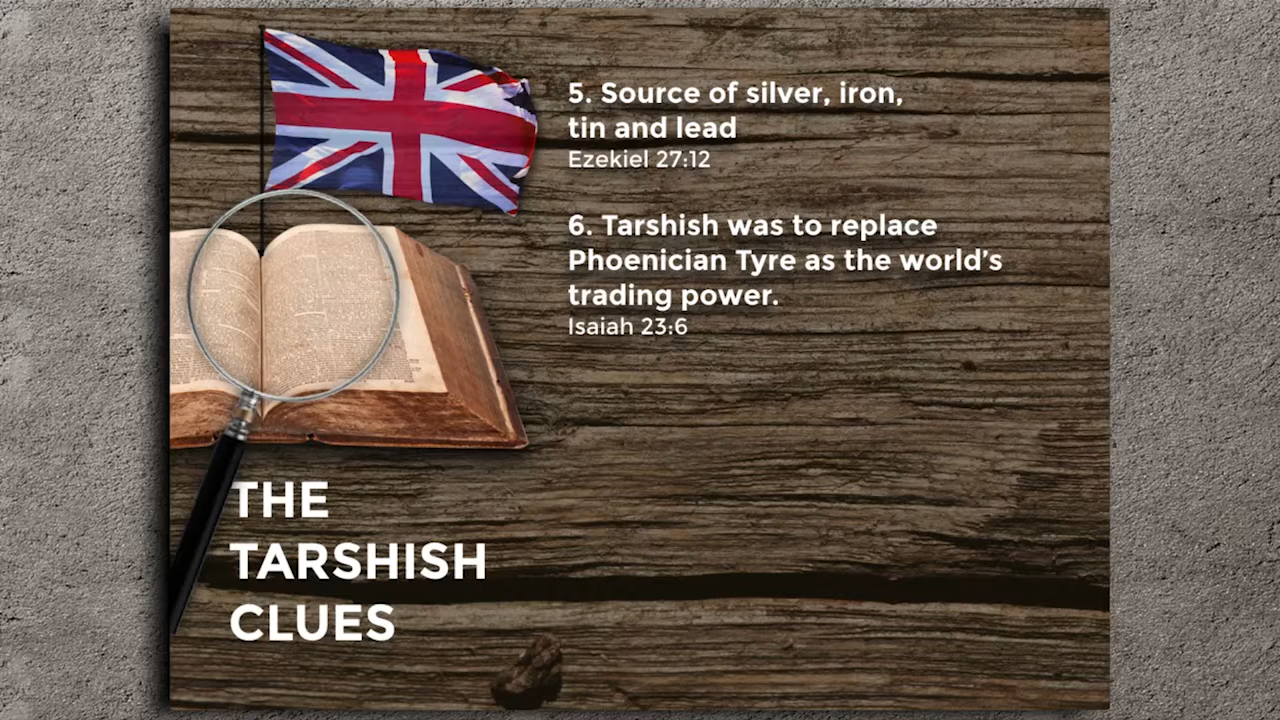 5. Source of silver, iron,
tin and lead
Ezekiel 27:12
6. Tarshish was to replace
Phoenician Tyre as the world's
trading power.
Isaiah 23:6
THE
TARSHISH
CLUES